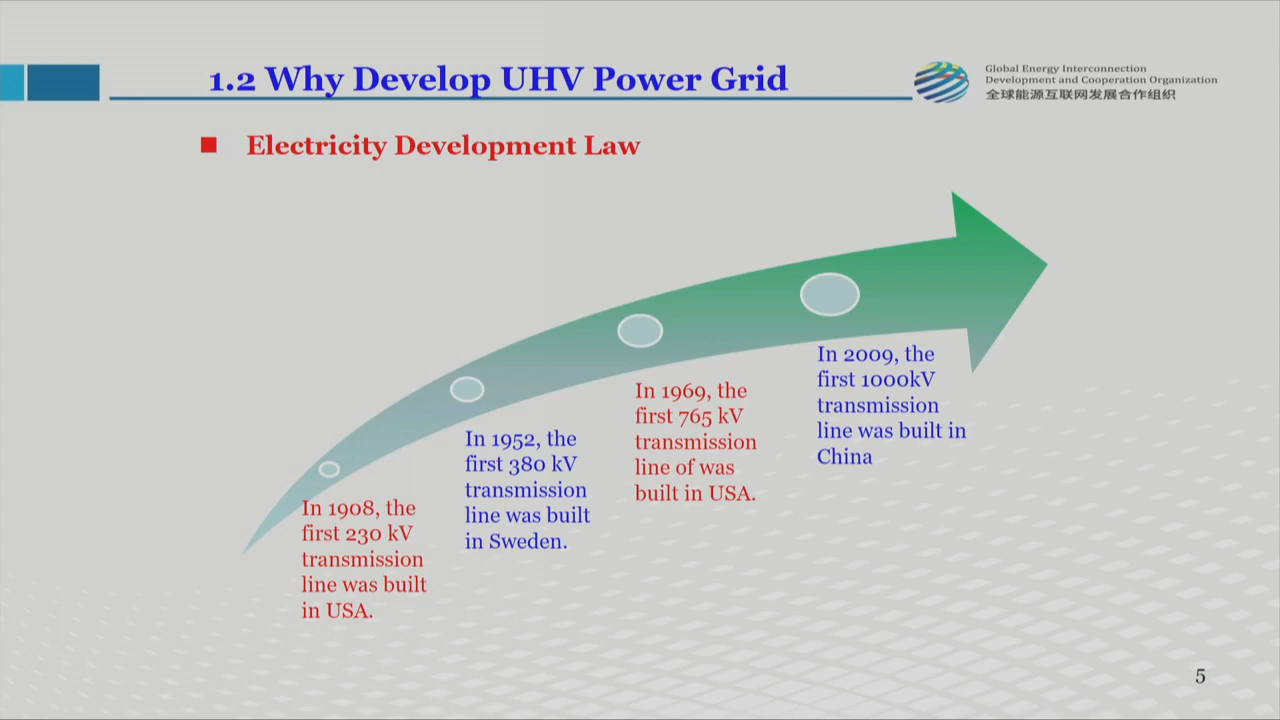 1.2 Why Develop UHV Power Grid
Global Energy Interconnection
Development and Cooperation Organization
全球能源互联网发展合作组织
Electricity Development Law
In 1908, the
first 230 kV
transmission
line was built
in USA.
In 1952, the
first 380 kV
transmission
line was built
in Sweden.
In 1969, the
first 765 kV
transmission
line of was
built in USA.
In 2009, the
first 1000kV
transmission
line was built in
China
5